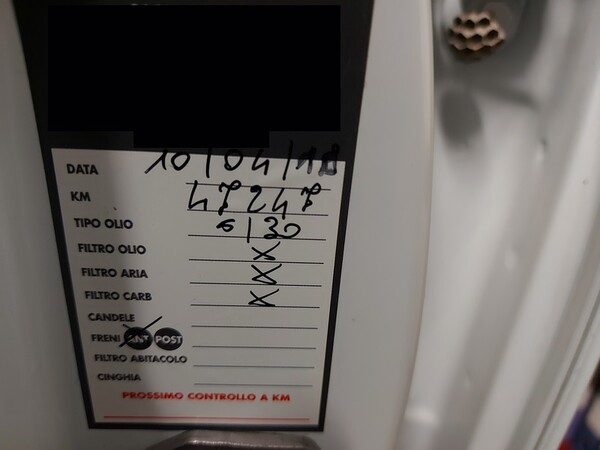 DATA 10/04/18
KM 47247
TIPO OLIO 6/30
FILTRO OLIO X
FILTRO ARIA X
FILTRO CARB X
CANDELE
FRENI ANT POST
FILTRO ABITACOLO
CINGHIA
PROSSIMO CONTROLLO A KM